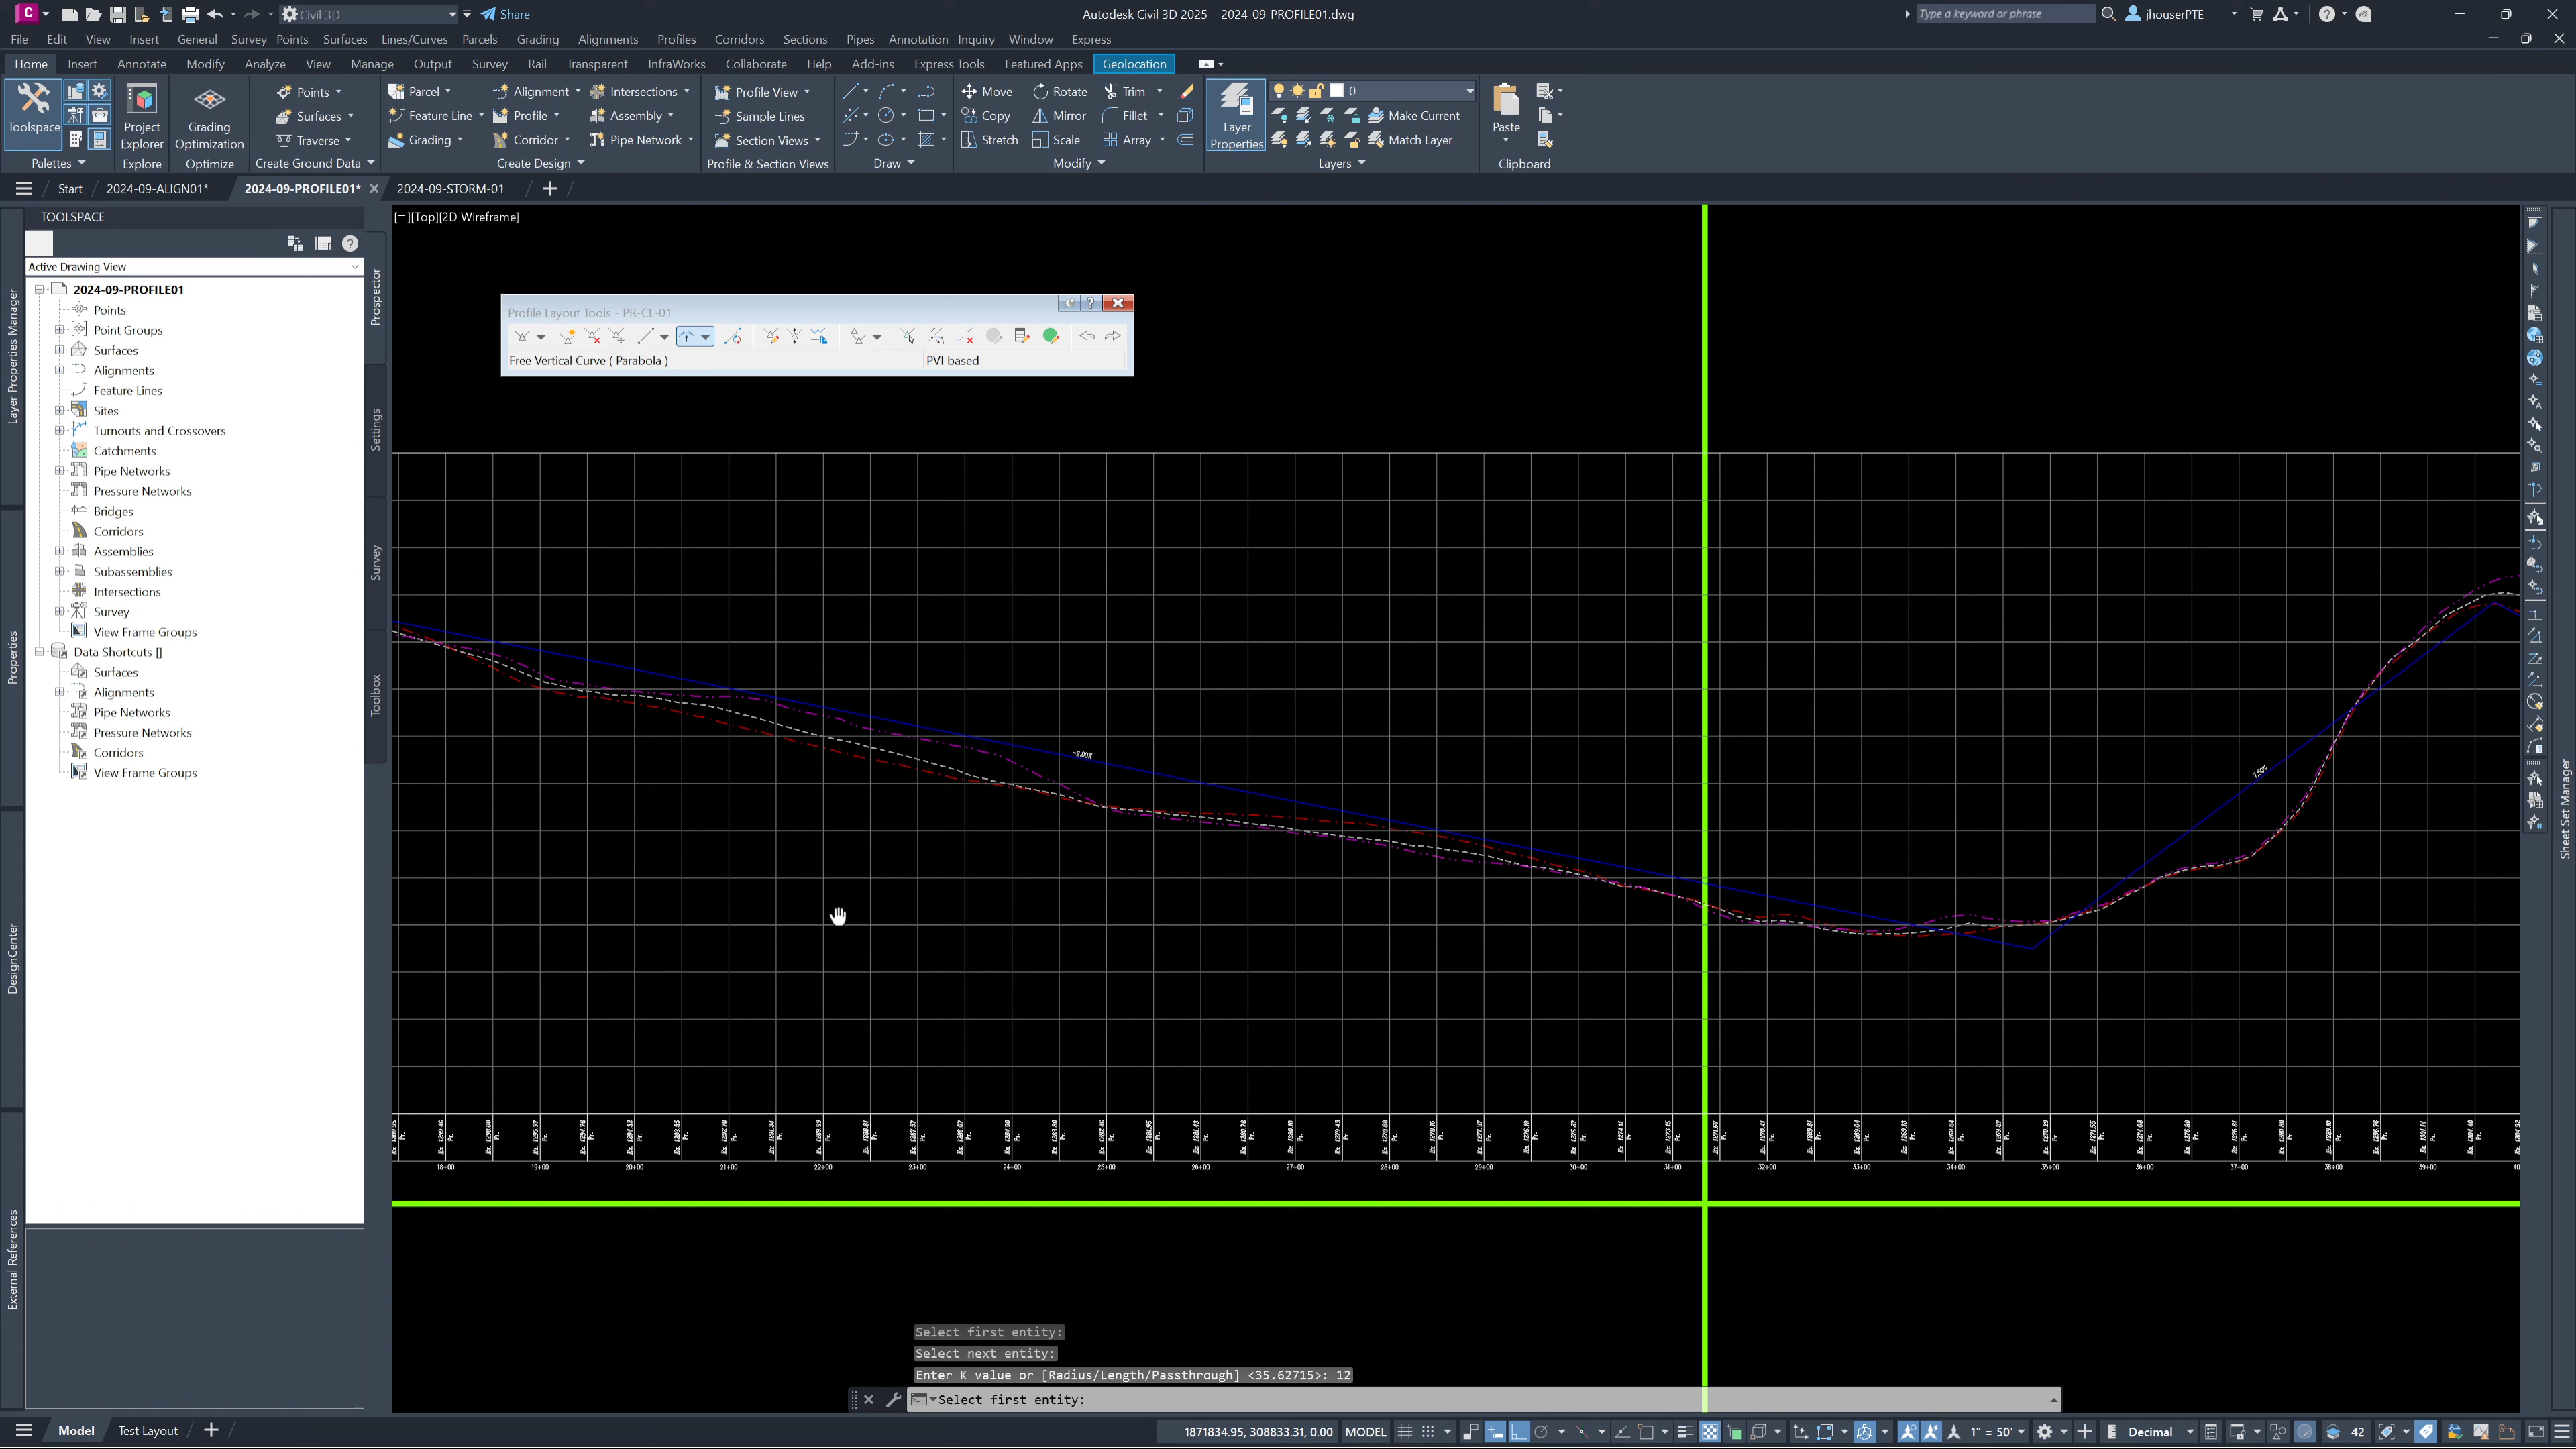 Civil 3D
Share
Autodesk Civil 3D 2025 2024-09-PROFILE01.dwg
Type a keyword or phrase
jhouserPTE
File Edit View Insert General Survey Points Surfaces Lines/Curves Parcels Grading Alignments Profiles Corridors Sections Pipes Annotation Inquiry Window Express
Home Insert Annotate Modify Analyze View Manage Output Survey Rail Transparent InfraWorks Collaborate Help Add-ins Express Tools Featured Apps Geolocation
Points Parcel Alignment Intersections Profile View Move Rotate Trim 0
Toolspace Project Explorer Grading Optimization Surfaces Feature Line Profile Assembly Sample Lines Copy Mirror Fillet Layer Properties Make Current Paste
Traverse Grading Corridor Pipe Network Section Views Stretch Scale Array Match Layer
Palettes Explore Optimize Create Ground Data Create Design Profile & Section Views Draw Modify Layers Clipboard
Start 2024-09-ALIGN01* 2024-09-PROFILE01* 2024-09-STORM-01
TOOLSPACE
[−][Top][2D Wireframe]
Active Drawing View
2024-09-PROFILE01
Points
Point Groups
Surfaces
Alignments
Feature Lines
Sites
Turnouts and Crossovers
Catchments
Pipe Networks
Pressure Networks
Bridges
Corridors
Assemblies
Subassemblies
Intersections
Survey
View Frame Groups
Data Shortcuts []
Surfaces
Alignments
Pipe Networks
Pressure Networks
Corridors
View Frame Groups
Prospector
Settings
Survey
Toolbox
Layer Properties Manager
Properties
DesignCenter
External References
Sheet Set Manager
Profile Layout Tools - PR-CL-01
Free Vertical Curve ( Parabola ) PVI based
-2.00%
7.50%
18+00 19+00 20+00 21+00 22+00 23+00 24+00 25+00 26+00 27+00 28+00 29+00 30+00 31+00 32+00 33+00 34+00 35+00 36+00 37+00 38+00 39+00 40
Select first entity:
Select next entity:
Enter K value or [Radius/Length/Passthrough] <35.62715>: 12
Select first entity:
Model Test Layout
1871834.95, 308833.31, 0.00 MODEL 1" = 50' Decimal 42